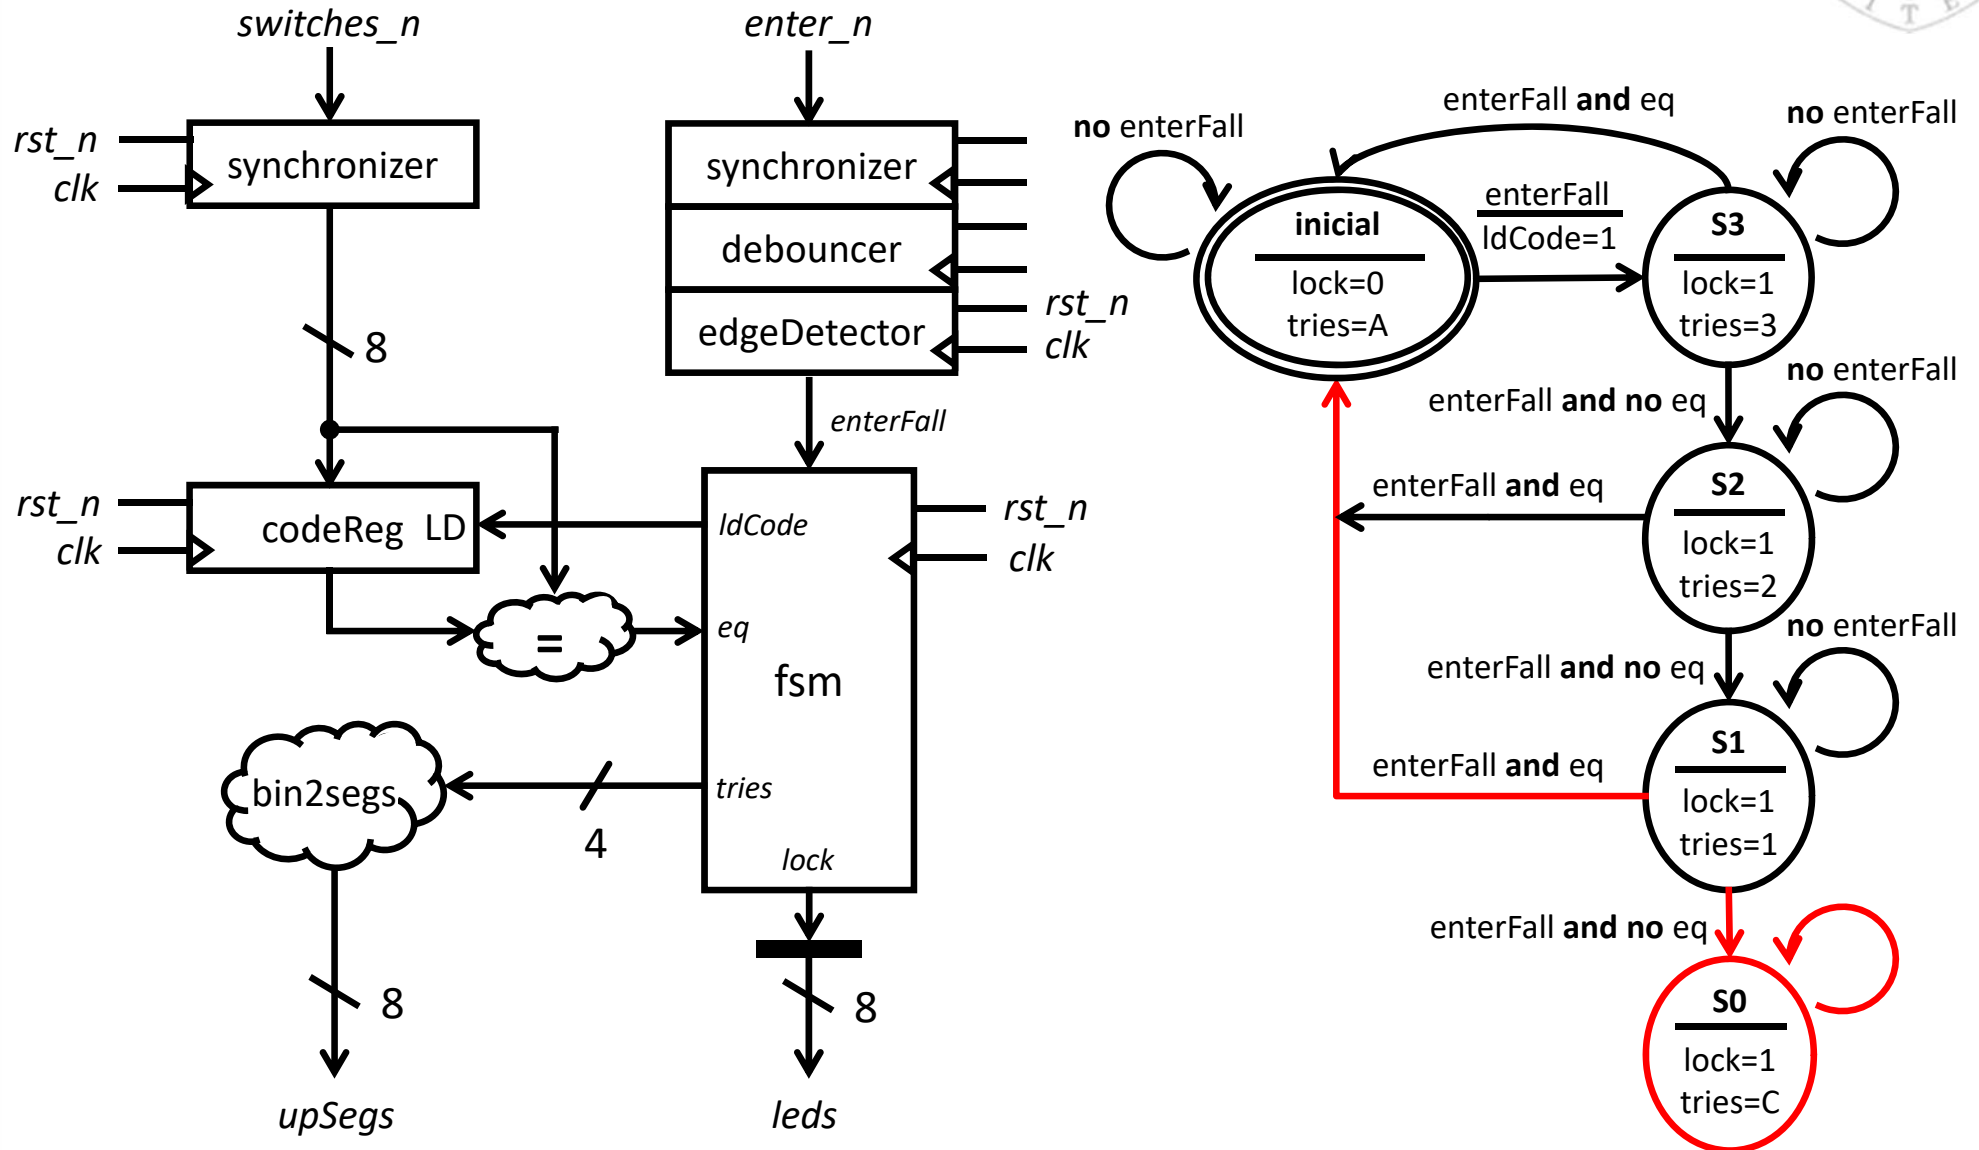 switches_n
rst_n
clk
synchronizer
8
rst_n
clk
codeReg LD
=
bin2segs
8
upSegs
enter_n
synchronizer
debouncer
edgeDetector
rst_n
clk
enterFall
ldCode
rst_n
clk
eq
fsm
tries
4
lock
8
leds
I T E
no enterFall
enterFall and eq
no enterFall
inicial
lock=0
tries=A
enterFall
ldCode=1
S3
lock=1
tries=3
enterFall and no eq
no enterFall
enterFall and eq
S2
lock=1
tries=2
enterFall and no eq
no enterFall
enterFall and eq
S1
lock=1
tries=1
enterFall and no eq
S0
lock=1
tries=C